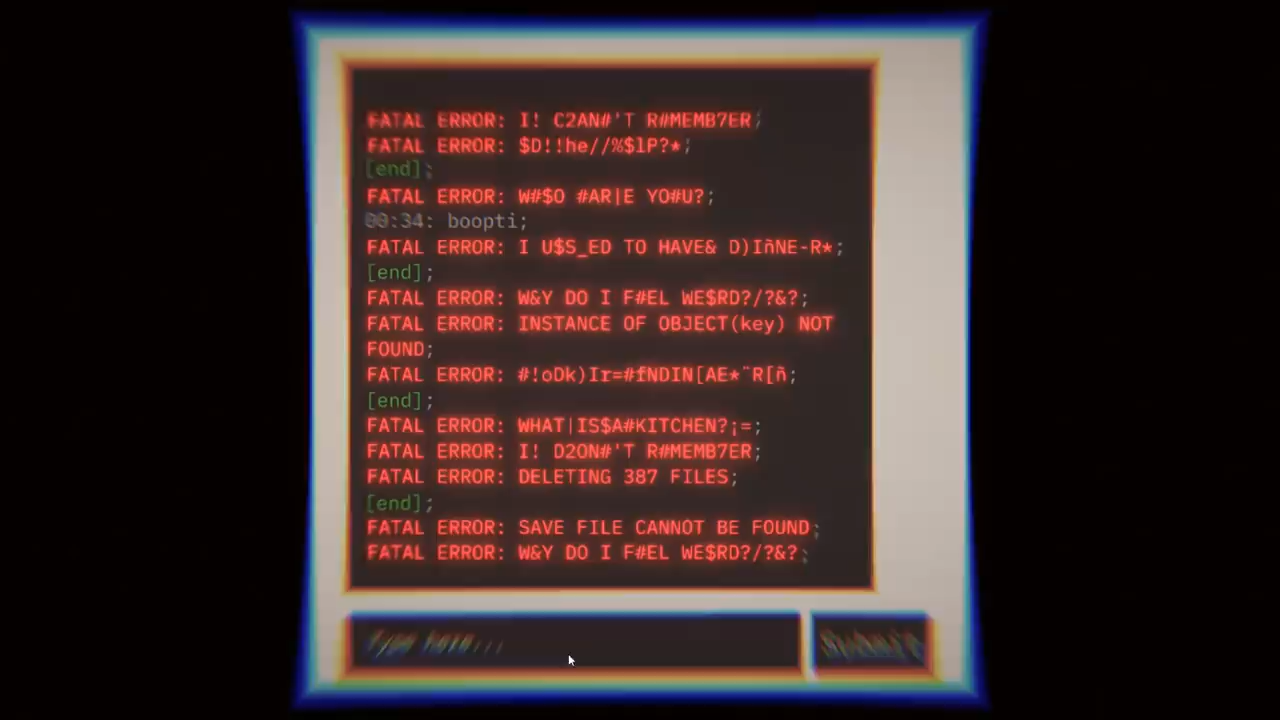 FATAL ERROR: I! C2AN#'T R#MEMB7ER;
FATAL ERROR: $D!!he//%$lP?*;
[end];
FATAL ERROR: W#$O #AR|E YO#U?;
00:34: boopti;
FATAL ERROR: I U$S_ED TO HAVE& D)IñNE-R*;
[end];
FATAL ERROR: W&Y DO I F#EL WE$RD?/?&?;
FATAL ERROR: INSTANCE OF OBJECT(key) NOT
FOUND;
FATAL ERROR: #!oDk)Ir=#fNDIN[AE*¨R[ñ;
[end];
FATAL ERROR: WHAT|IS$A#KITCHEN?¡=;
FATAL ERROR: I! D2ON#'T R#MEMB7ER;
FATAL ERROR: DELETING 387 FILES;
[end];
FATAL ERROR: SAVE FILE CANNOT BE FOUND;
FATAL ERROR: W&Y DO I F#EL WE$RD?/?&?;
Type here...
Submit